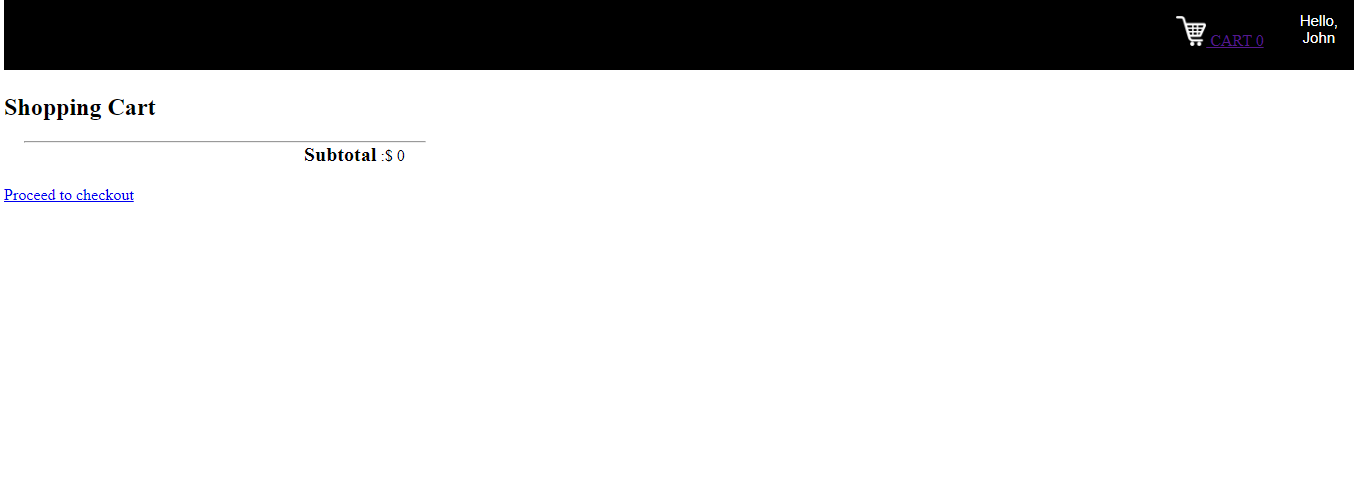 CART 0
Hello,
John
Shopping Cart
Subtotal :$ 0
Proceed to checkout